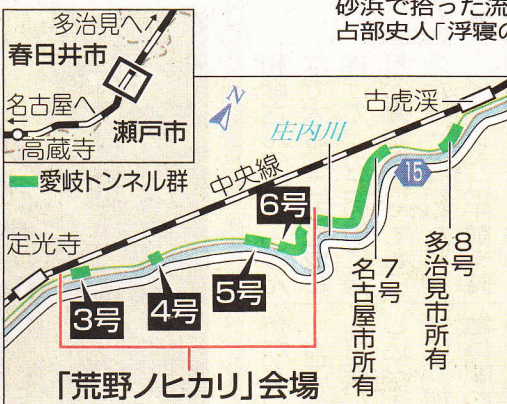 砂浜で拾った流
占部史人「浮寝の
多治見へ
春日井市
名古屋へ
瀬戸市
高蔵寺
愛岐トンネル群
N
古虎渓
庄内川
中央線
15
定光寺
6号
3号
4号
5号
7号
名古屋市所有
8号
多治見市所有
「荒野ノヒカリ」会場